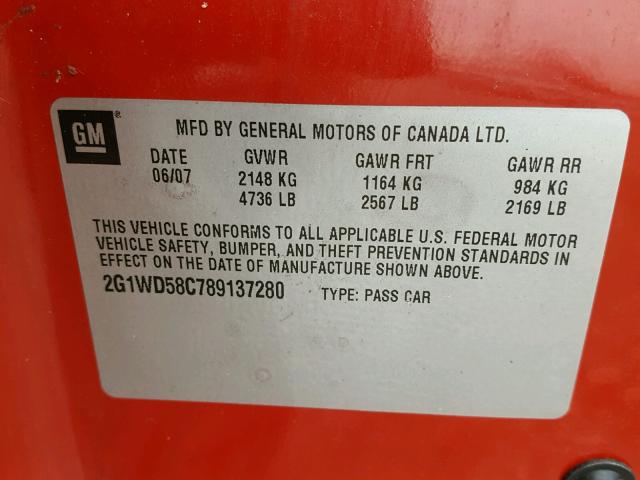 GM®
MFD BY GENERAL MOTORS OF CANADA LTD.
DATE GVWR GAWR FRT GAWR RR
06/07 2148 KG 1164 KG 984 KG
4736 LB 2567 LB 2169 LB
THIS VEHICLE CONFORMS TO ALL APPLICABLE U.S. FEDERAL MOTOR
VEHICLE SAFETY, BUMPER, AND THEFT PREVENTION STANDARDS IN
EFFECT ON THE DATE OF MANUFACTURE SHOWN ABOVE.
2G1WD58C789137280 TYPE: PASS CAR